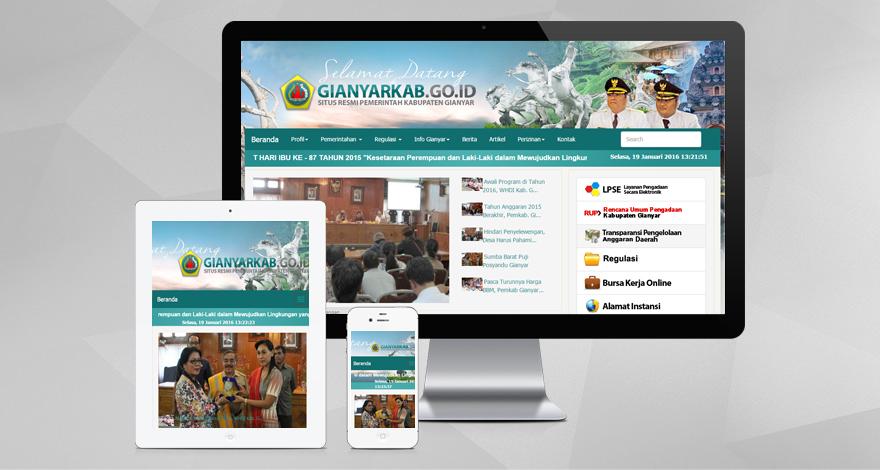 Selamat Datang
GIANYARKAB.GO.ID
SITUS RESMI PEMERINTAH KABUPATEN GIANYAR
Beranda Profil Pemerintahan Regulasi Info Gianyar Berita Artikel Perizinan Kontak Search
T HARI IBU KE - 87 TAHUN 2015 "Kesetaraan Perempuan dan Laki-Laki dalam Mewujudkan Lingkun Selasa, 19 Januari 2016 13:21:51
Awali Program di Tahun
2016, WHDI Kab. G...
Tahun Anggaran 2015
Berakhir, Pemkab. Gi...
Hindari Penyelewengan,
Desa Harus Pahami...
Sumba Barat Puji
Posyandu Gianyar
Pasca Turunnya Harga
BBM, Pemkab Gianyar...
LPSE Layanan Pengadaan
Secara Elektronik
RUP Rencana Umum Pengadaan
Kabupaten Gianyar
Transparansi Pengelolaan
Anggaran Daerah
Regulasi
Bursa Kerja Online
Alamat Instansi
mat Datang
GIANYARKAB.GO.ID
Beranda
rempuan dan Laki-Laki dalam Mewujudkan Lingkungan yang
Selasa, 19 Januari 2016 13:22:23
Beranda